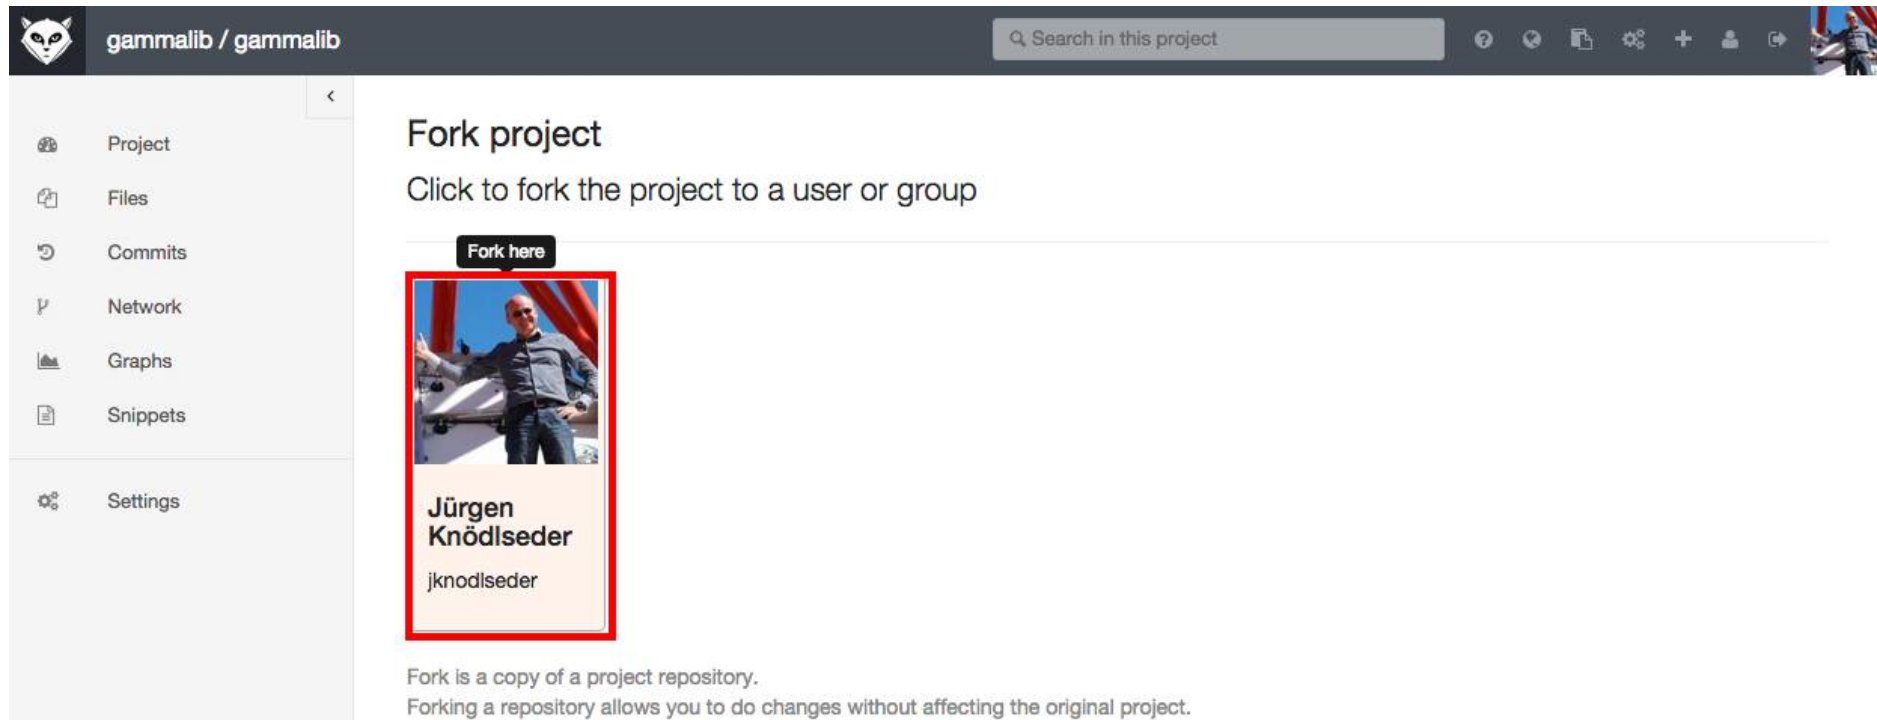 gammalib / gammalib
Search in this project
Project
Files
Commits
Network
Graphs
Snippets
Settings
Fork project
Click to fork the project to a user or group
Fork here
Jürgen
Knödlseder
jknodlseder
Fork is a copy of a project repository.
Forking a repository allows you to do changes without affecting the original project.